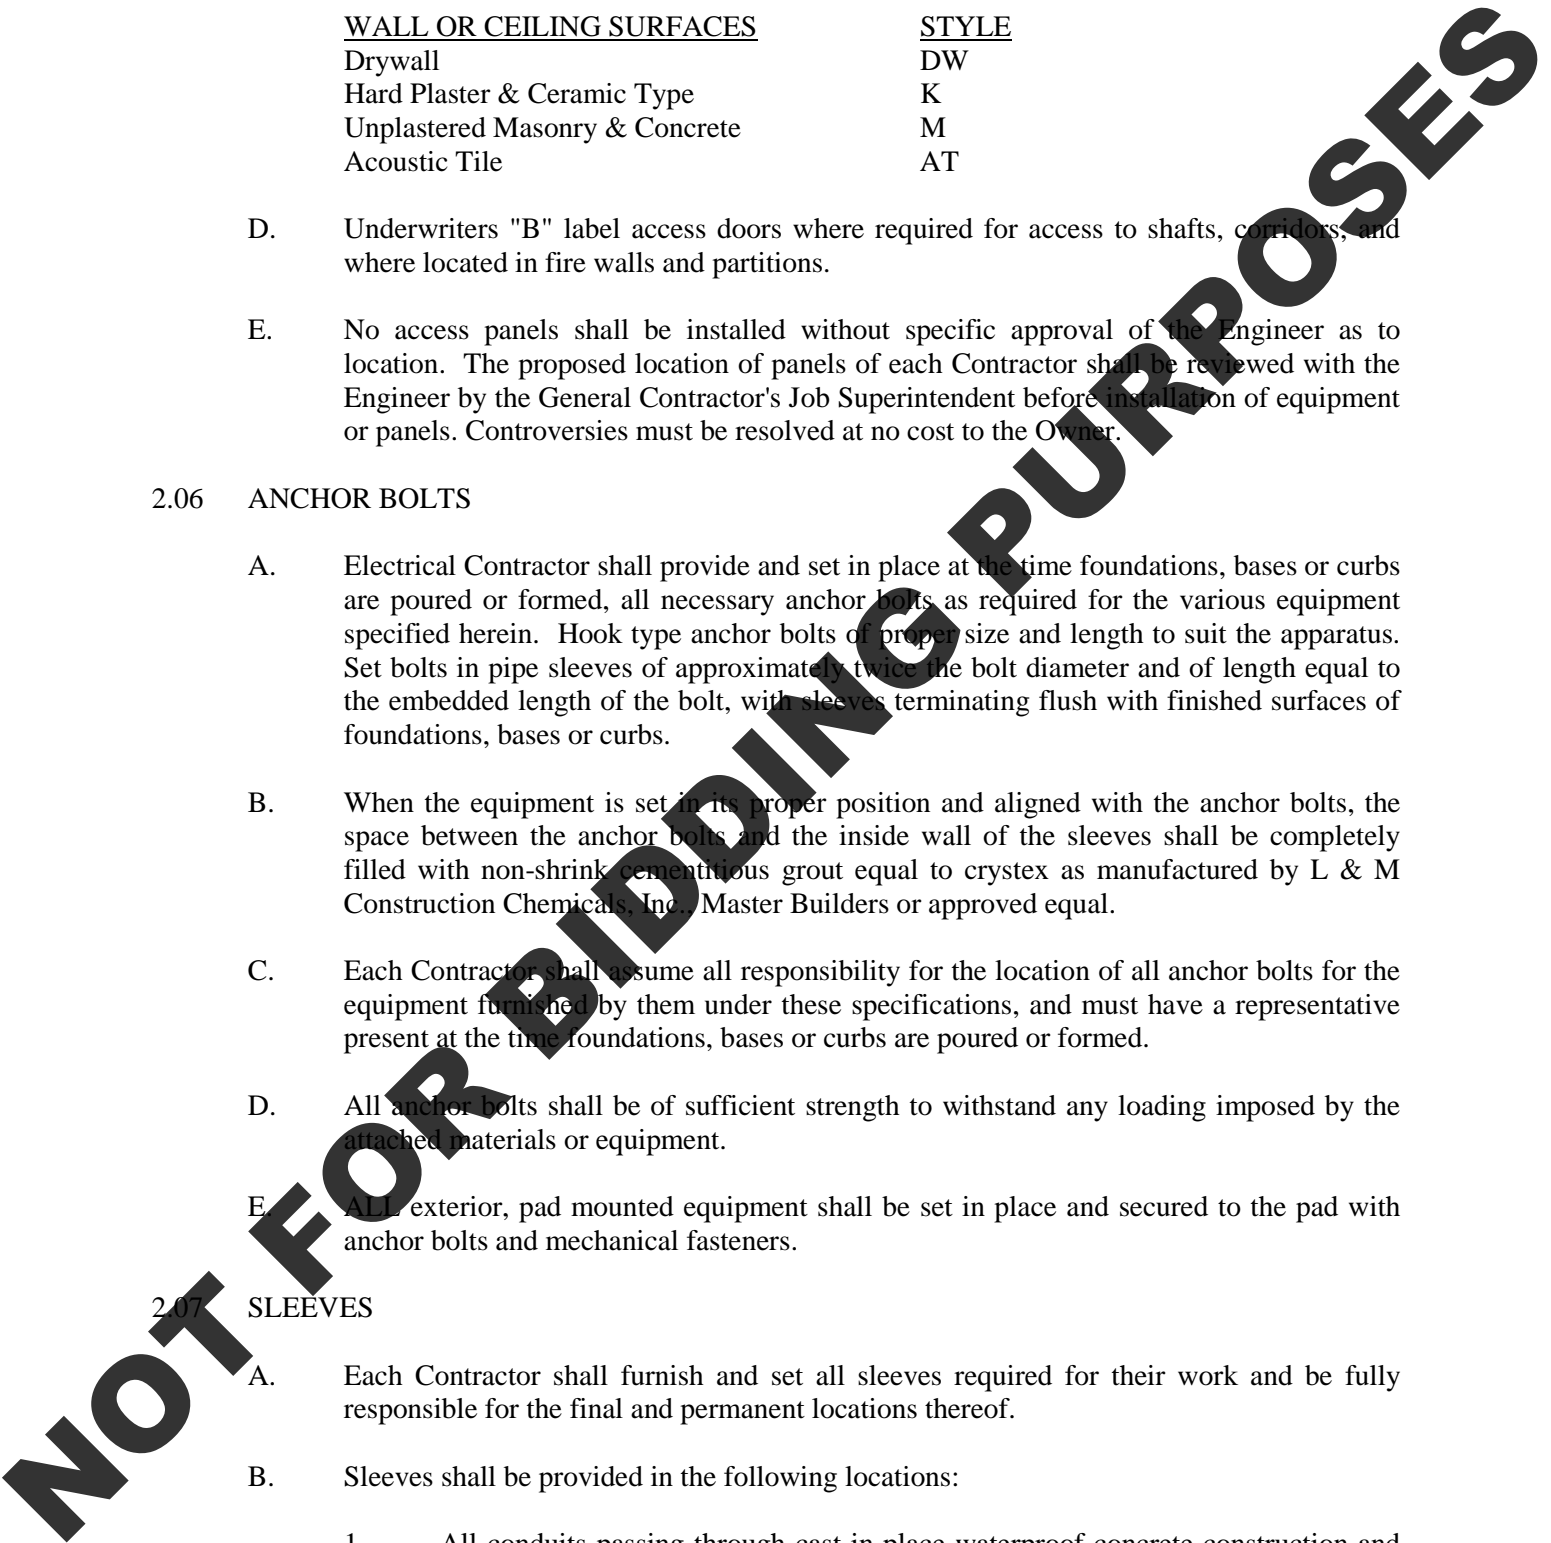 WALL OR CEILING SURFACES STYLE
Drywall DW
Hard Plaster & Ceramic Type K
Unplastered Masonry & Concrete M
Acoustic Tile AT
D. Underwriters "B" label access doors where required for access to shafts, corridors, and
where located in fire walls and partitions.
E. No access panels shall be installed without specific approval of the Engineer as to
location. The proposed location of panels of each Contractor shall be reviewed with the
Engineer by the General Contractor's Job Superintendent before installation of equipment
or panels. Controversies must be resolved at no cost to the Owner.
2.06 ANCHOR BOLTS
A. Electrical Contractor shall provide and set in place at the time foundations, bases or curbs
are poured or formed, all necessary anchor bolts as required for the various equipment
specified herein. Hook type anchor bolts of proper size and length to suit the apparatus.
Set bolts in pipe sleeves of approximately twice the bolt diameter and of length equal to
the embedded length of the bolt, with sleeves terminating flush with finished surfaces of
foundations, bases or curbs.
B. When the equipment is set in its proper position and aligned with the anchor bolts, the
space between the anchor bolts and the inside wall of the sleeves shall be completely
filled with non-shrink cementitious grout equal to crystex as manufactured by L & M
Construction Chemicals, Inc., Master Builders or approved equal.
C. Each Contractor shall assume all responsibility for the location of all anchor bolts for the
equipment furnished by them under these specifications, and must have a representative
present at the time foundations, bases or curbs are poured or formed.
D. All anchor bolts shall be of sufficient strength to withstand any loading imposed by the
attached materials or equipment.
E. ALL exterior, pad mounted equipment shall be set in place and secured to the pad with
anchor bolts and mechanical fasteners.
2.07 SLEEVES
A. Each Contractor shall furnish and set all sleeves required for their work and be fully
responsible for the final and permanent locations thereof.
B. Sleeves shall be provided in the following locations:
1. All conduits passing through cast in place waterproof concrete construction and
NOT FOR BIDDING PURPOSES